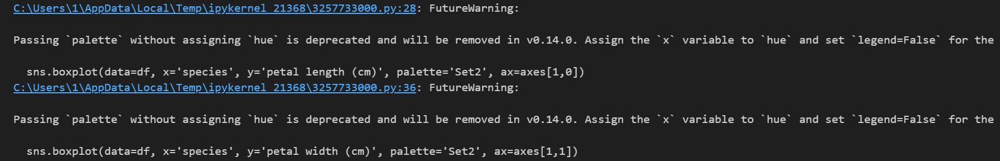 C:\Users\1\AppData\Local\Temp\ipykernel_21368\3257733000.py:28: FutureWarning:
Passing `palette` without assigning `hue` is deprecated and will be removed in v0.14.0. Assign the `x` variable to `hue` and set `legend=False` for the
sns.boxplot(data=df, x='species', y='petal length (cm)', palette='Set2', ax=axes[1,0])
C:\Users\1\AppData\Local\Temp\ipykernel_21368\3257733000.py:36: FutureWarning:
Passing `palette` without assigning `hue` is deprecated and will be removed in v0.14.0. Assign the `x` variable to `hue` and set `legend=False` for the
sns.boxplot(data=df, x='species', y='petal width (cm)', palette='Set2', ax=axes[1,1])